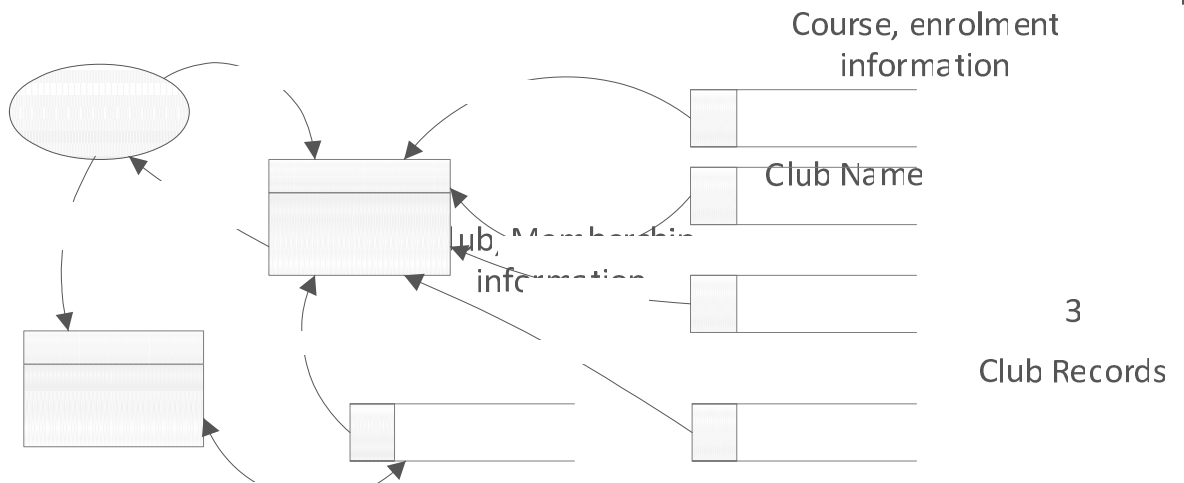 Course, enrolment
information
Club Name
information
3
Club Records